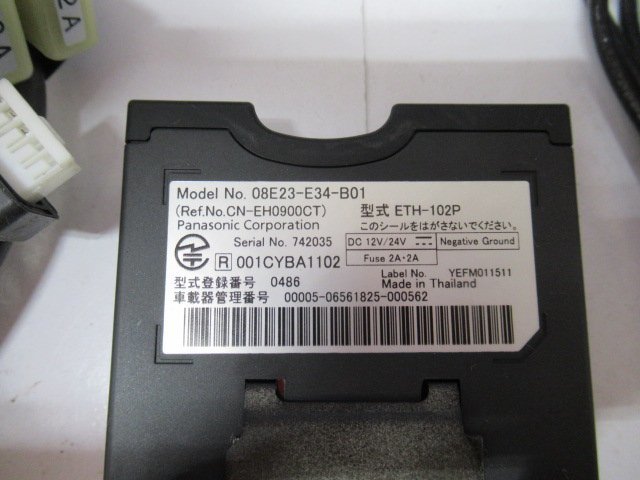 2A
2A
Model No. 08E23-E34-B01
(Ref.No.CN-EH0900CT) 型式 ETH-102P
Panasonic Corporation このシールをはがさないでください。
Serial No. 742035 DC 12V/24V Negative Ground
R 001CYBA1102 Fuse 2A・2A
Label No. YEFM011511
型式登録番号 0486 Made in Thailand
車載器管理番号 00005-06561825-000562